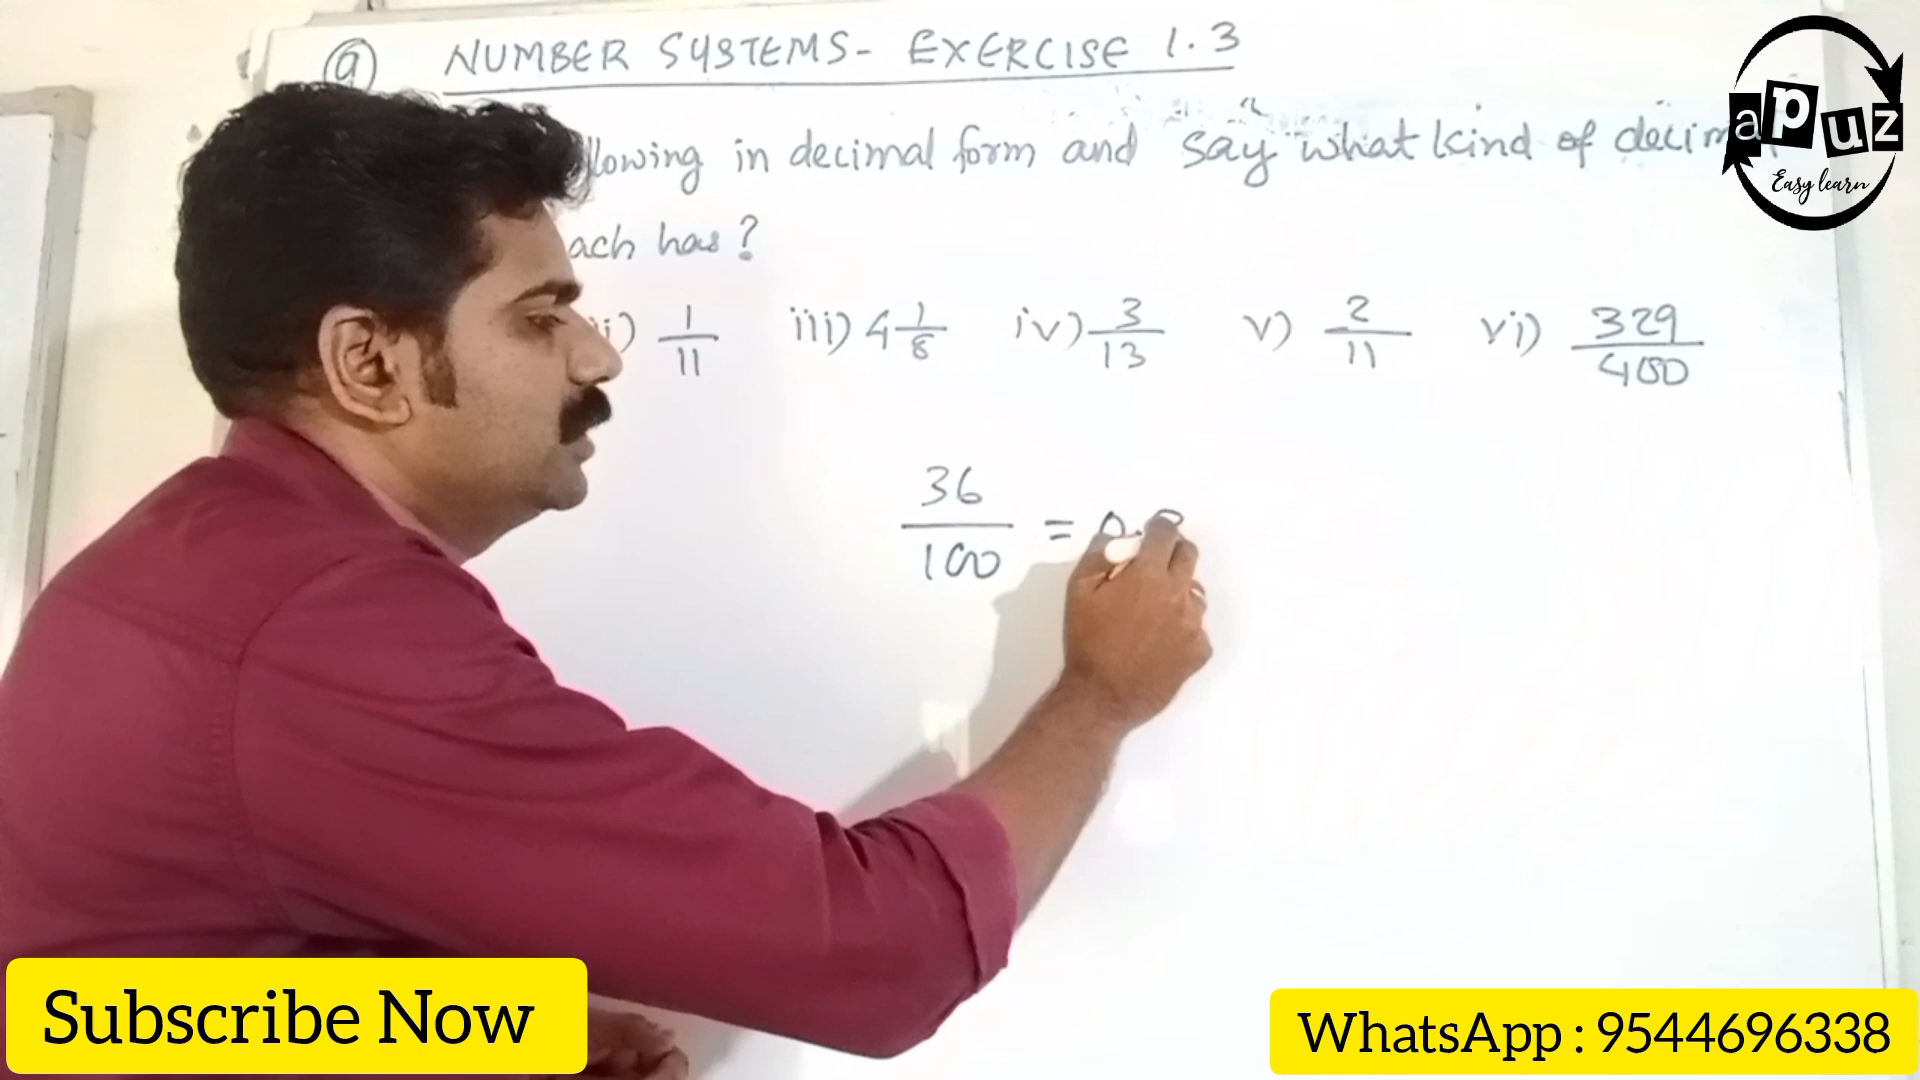 9 NUMBER SYSTEMS- EXERCISE 1.3
llowing in decimal form and say what kind of decim
ach has?
ii) 1/11 iii) 4 1/8 iv) 3/13 v) 2/11 vi) 329/400
36/100 = 0.
apuz
Easy learn
Subscribe Now
WhatsApp : 9544696338